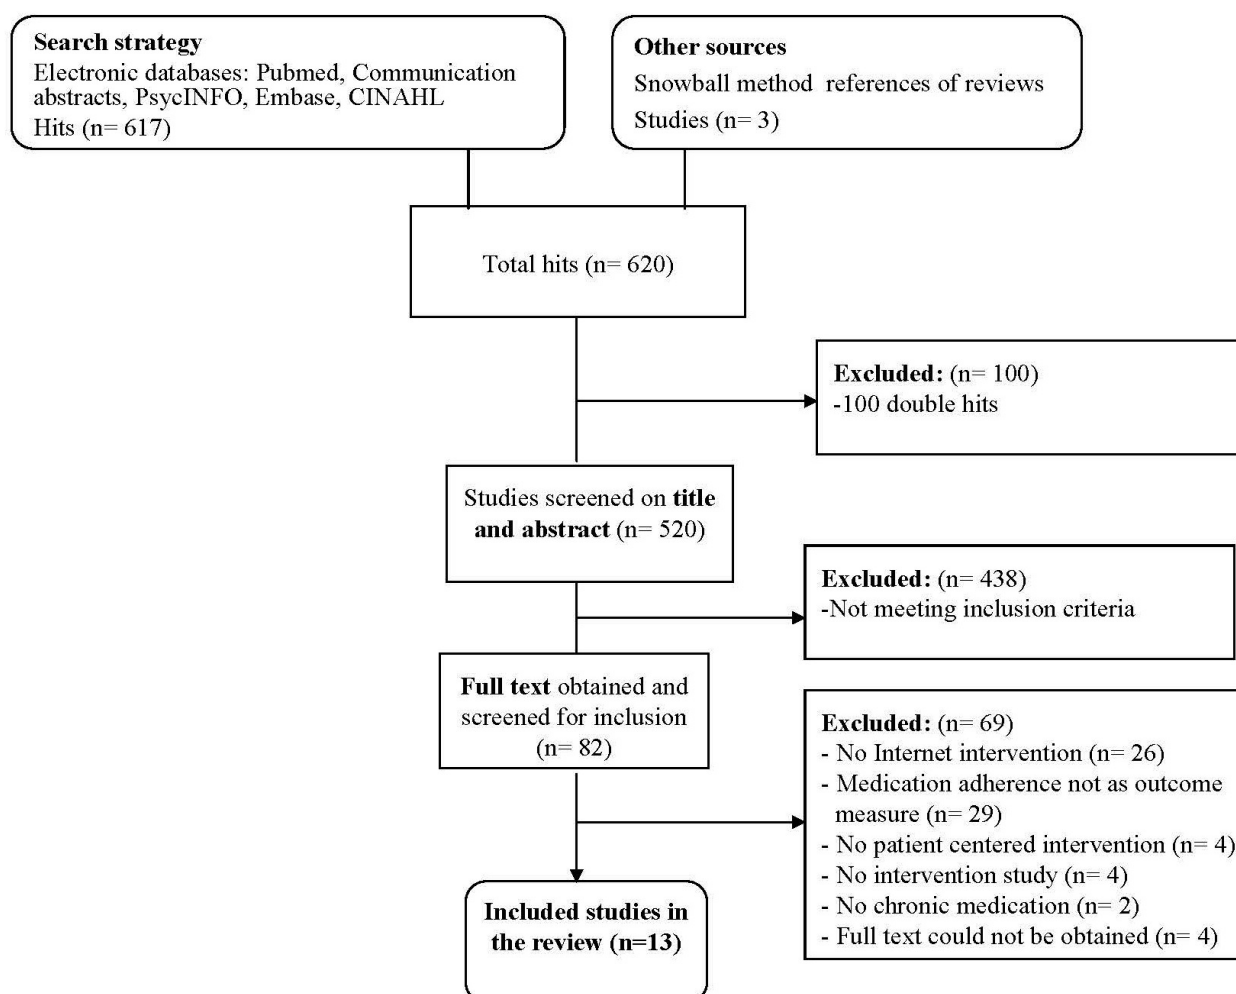 Search strategy
Electronic databases: Pubmed, Communication
abstracts, PsycINFO, Embase, CINAHL
Hits (n= 617)
Other sources
Snowball method references of reviews
Studies (n= 3)
Total hits (n= 620)
Excluded: (n= 100)
-100 double hits
Studies screened on title
and abstract (n= 520)
Excluded: (n= 438)
-Not meeting inclusion criteria
Full text obtained and
screened for inclusion
(n= 82)
Excluded: (n= 69)
- No Internet intervention (n= 26)
- Medication adherence not as outcome
measure (n= 29)
- No patient centered intervention (n= 4)
- No intervention study (n= 4)
- No chronic medication (n= 2)
- Full text could not be obtained (n= 4)
Included studies in
the review (n=13)